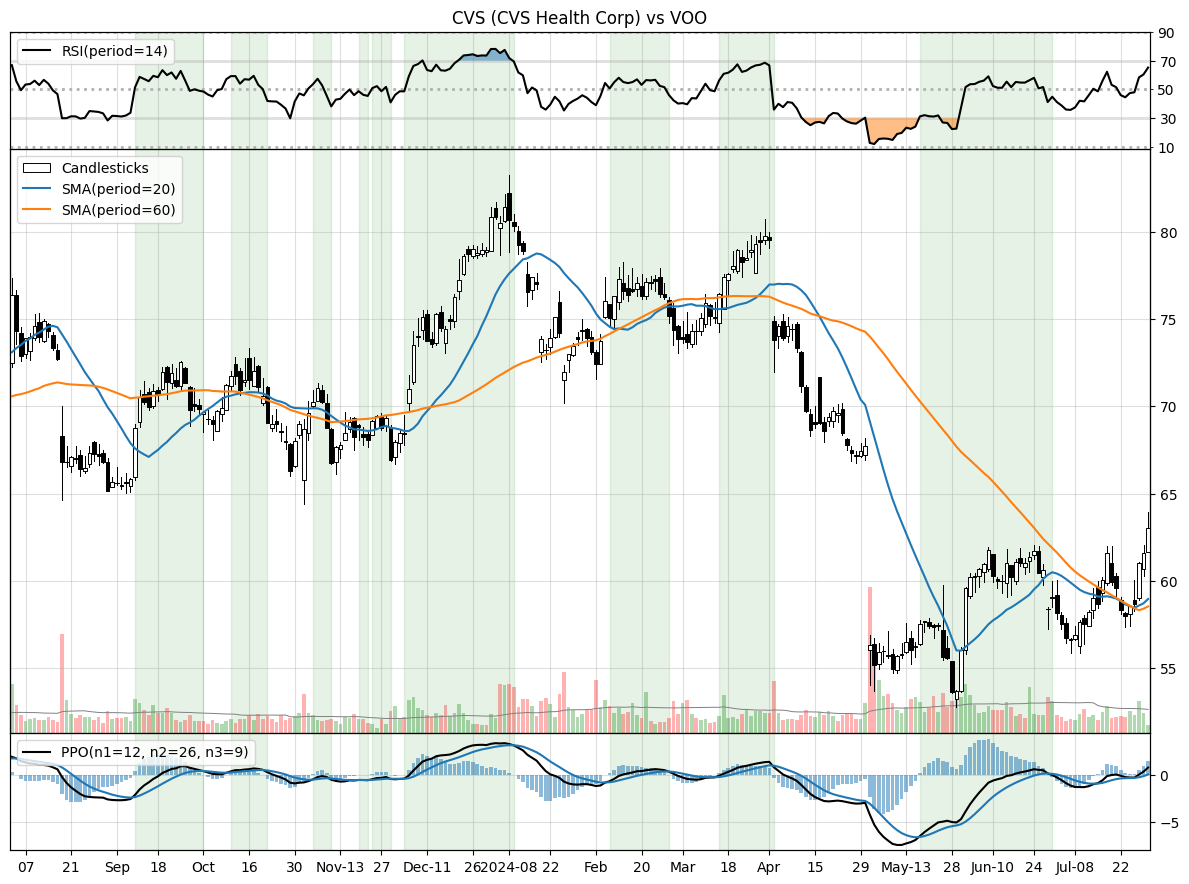 CVS (CVS Health Corp) vs VOO
RSI(period=14)
90
70
50
30
10
Candlesticks
SMA(period=20)
SMA(period=60)
80
75
70
65
60
55
PPO(n1=12, n2=26, n3=9)
0
−5
07 21 Sep 18 Oct 16 30 Nov-13 27 Dec-11 26 2024-08 22 Feb 20 Mar 18 Apr 15 29 May-13 28 Jun-10 24 Jul-08 22